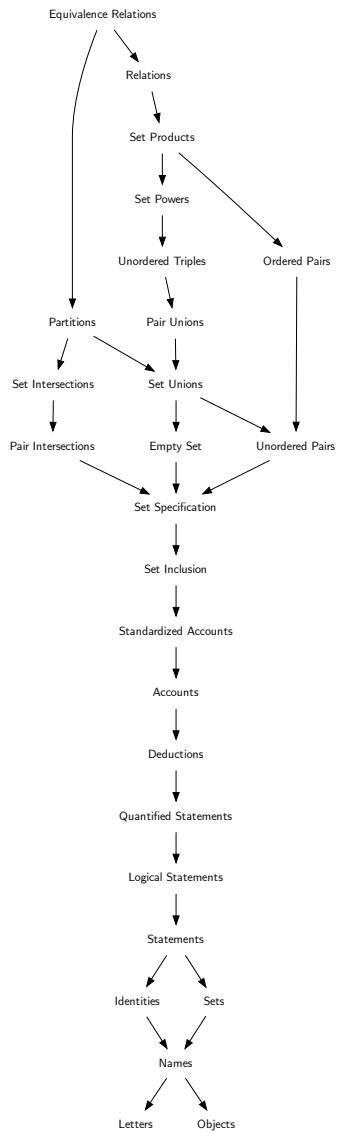 Equivalence Relations
Relations
Set Products
Set Powers
Unordered Triples
Ordered Pairs
Partitions
Pair Unions
Set Intersections
Set Unions
Pair Intersections
Empty Set
Unordered Pairs
Set Specification
Set Inclusion
Standardized Accounts
Accounts
Deductions
Quantified Statements
Logical Statements
Statements
Identities
Sets
Names
Letters
Objects